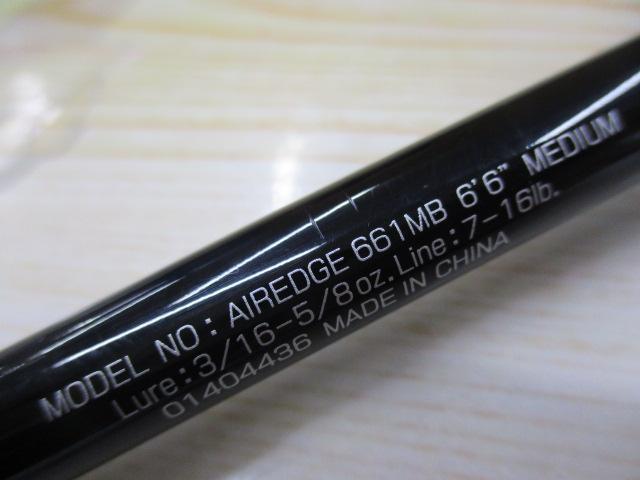 MODEL NO : AIREDGE 661MB 6'6" MEDIUM
Lure : 3/16-5/8oz. Line : 7-16lb.
01404436 MADE IN CHINA